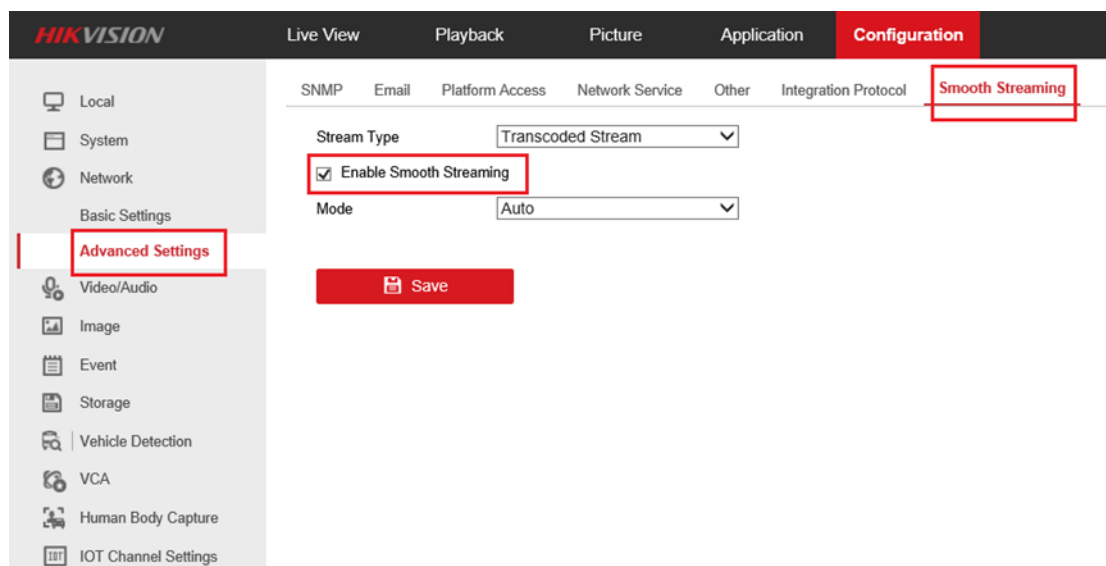 HIKVISION Live View Playback Picture Application Configuration
SNMP Email Platform Access Network Service Other Integration Protocol Smooth Streaming
Local
System
Network
Basic Settings
Advanced Settings
Video/Audio
Image
Event
Storage
Vehicle Detection
VCA
Human Body Capture
IOT IOT Channel Settings
Stream Type Transcoded Stream
Enable Smooth Streaming
Mode Auto
Save